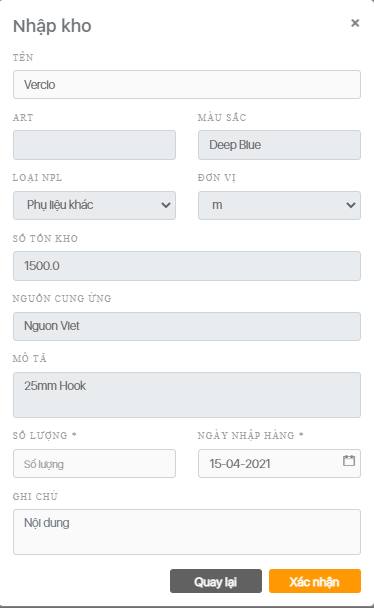 Nhập kho
×
TÊN
Verclo
ART
MÀU SẮC
Deep Blue
LOẠI NPL
ĐƠN VỊ
Phụ liệu khác
m
SỐ TỒN KHO
1500.0
NGUỒN CUNG ỨNG
Nguon Viet
MÔ TẢ
25mm Hook
SỐ LƯỢNG *
NGÀY NHẬP HÀNG *
Số lượng
15-04-2021
GHI CHÚ
Nội dung
Quay lại
Xác nhận